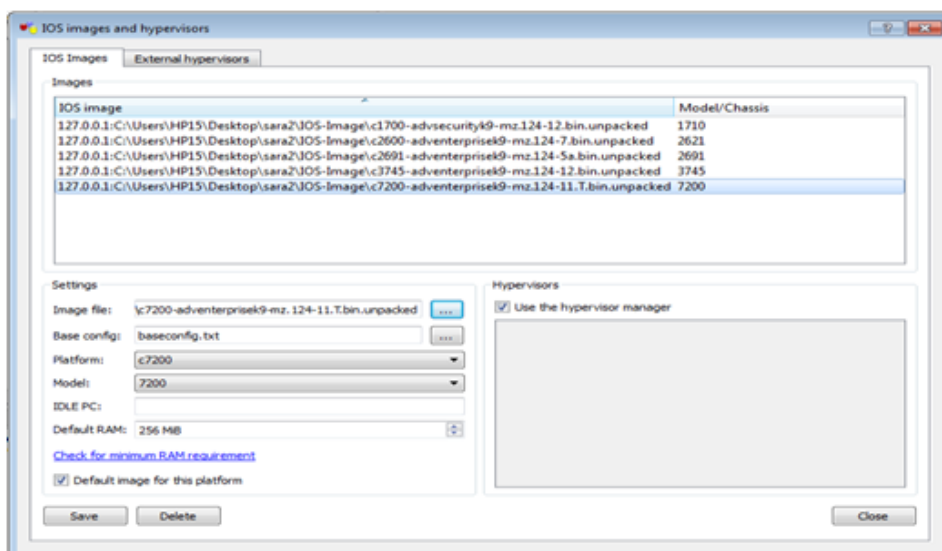 IOS images and hypervisors
IOS Images External hypervisors
Images
IOS image Model/Chassis
127.0.0.1:C:\Users\HP15\Desktop\sara2\IOS-Image\c1700-advsecurityk9-mz.124-12.bin.unpacked 1710
127.0.0.1:C:\Users\HP15\Desktop\sara2\IOS-Image\c2600-adventerprisek9-mz.124-7.bin.unpacked 2621
127.0.0.1:C:\Users\HP15\Desktop\sara2\IOS-Image\c2691-adventerprisek9-mz.124-5a.bin.unpacked 2691
127.0.0.1:C:\Users\HP15\Desktop\sara2\IOS-Image\c3745-adventerprisek9-mz.124-12.bin.unpacked 3745
127.0.0.1:C:\Users\HP15\Desktop\sara2\IOS-Image\c7200-adventerprisek9-mz.124-11.T.bin.unpacked 7200
Settings Hypervisors
Image file: \c7200-adventerprisek9-mz.124-11.T.bin.unpacked ... Use the hypervisor manager
Base config: baseconfig.txt ...
Platform: c7200
Model: 7200
IDLE PC:
Default RAM: 256 MiB
Check for minimum RAM requirement
Default image for this platform
Save Delete Close